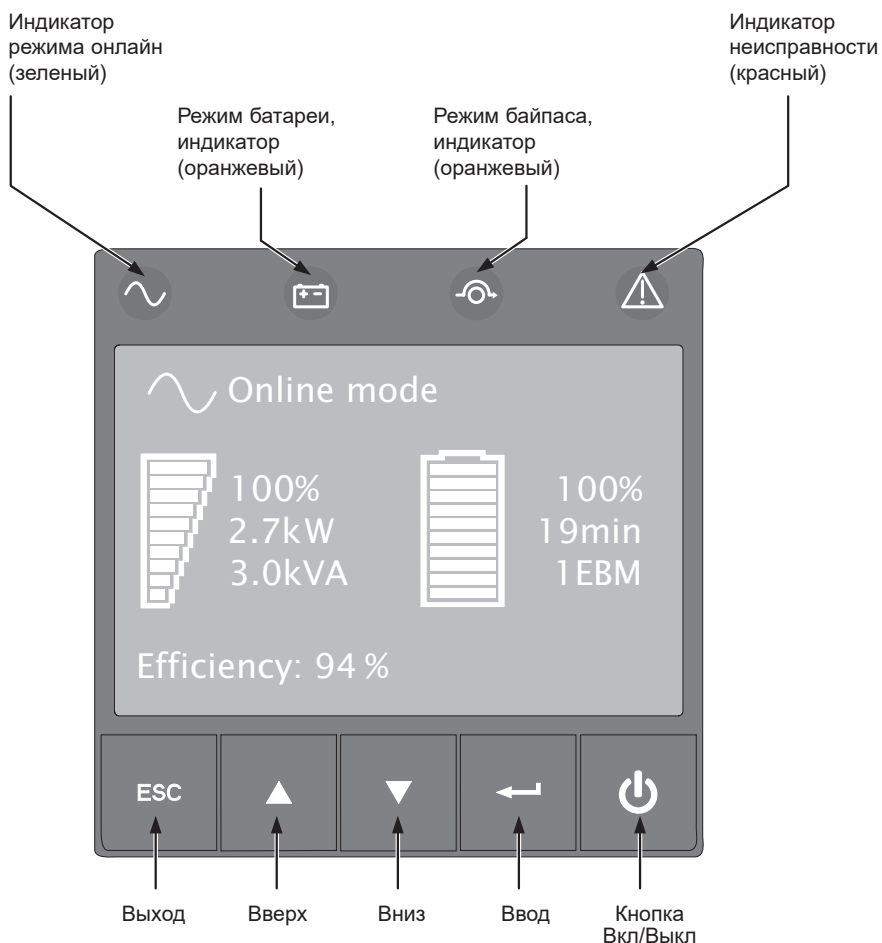 Индикатор
режима онлайн
(зеленый)
Режим батареи,
индикатор
(оранжевый)
Режим байпаса,
индикатор
(оранжевый)
Индикатор
неисправности
(красный)
Online mode
100%
2.7kW
3.0kVA
100%
19min
1EBM
Efficiency: 94 %
ESC
Выход
Вверх
Вниз
Ввод
Кнопка
Вкл/Выкл